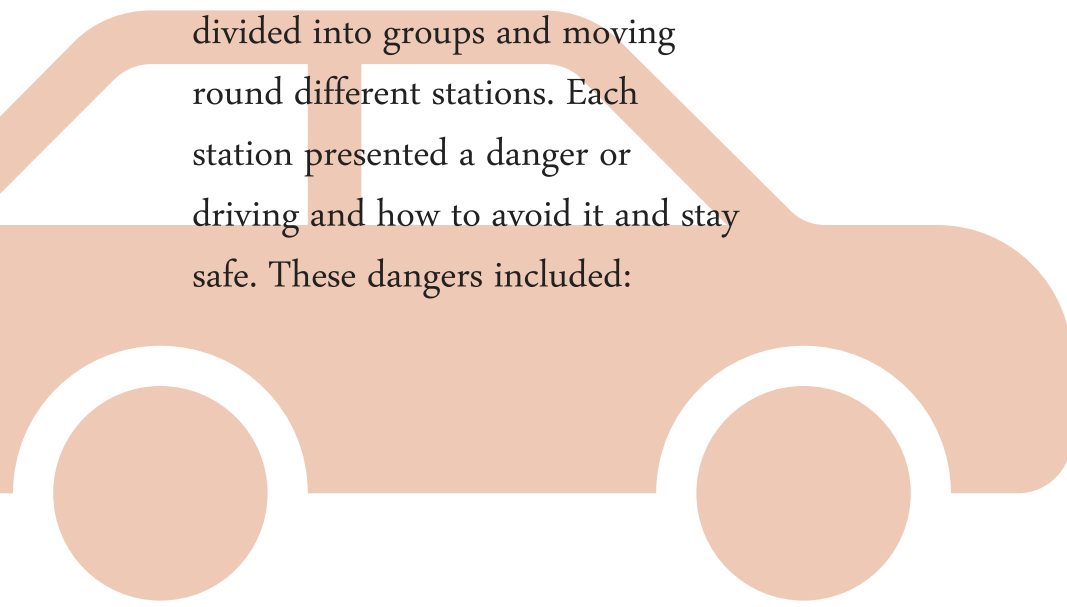 divided into groups and moving
round different stations. Each
station presented a danger or
driving and how to avoid it and stay
safe. These dangers included: